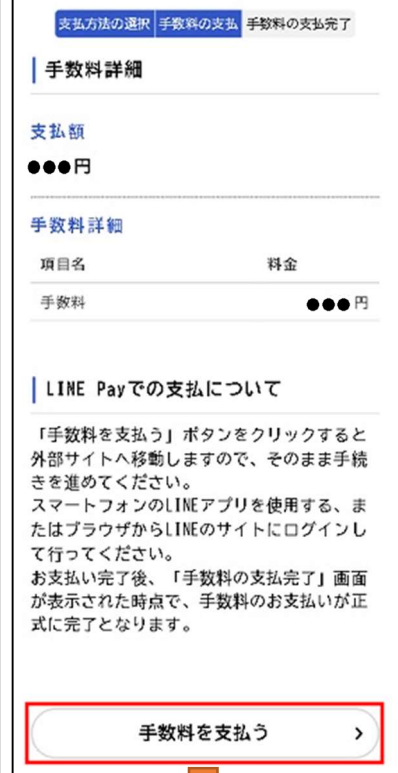 支払方法の選択 手数料の支払 手数料の支払完了
手数料詳細
支払額
●●●円
手数料詳細
項目名 料金
手数料 ●●●円
LINE Payでの支払について
「手数料を支払う」ボタンをクリックすると
外部サイトへ移動しますので、そのまま手続
きを進めてください。
スマートフォンのLINEアプリを使用する、ま
たはブラウザからLINEのサイトにログインし
て行ってください。
お支払い完了後、「手数料の支払完了」画面
が表示された時点で、手数料のお支払いが正
式に完了となります。
手数料を支払う